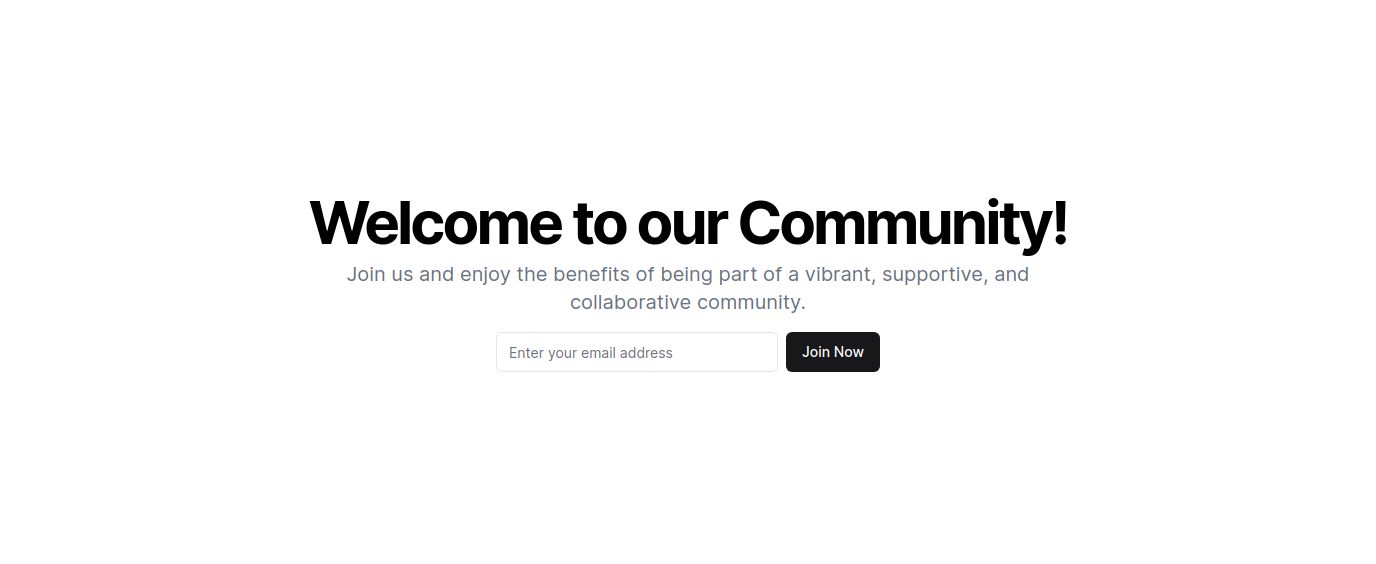 Welcome to our Community!
Join us and enjoy the benefits of being part of a vibrant, supportive, and
collaborative community.
Enter your email address
Join Now